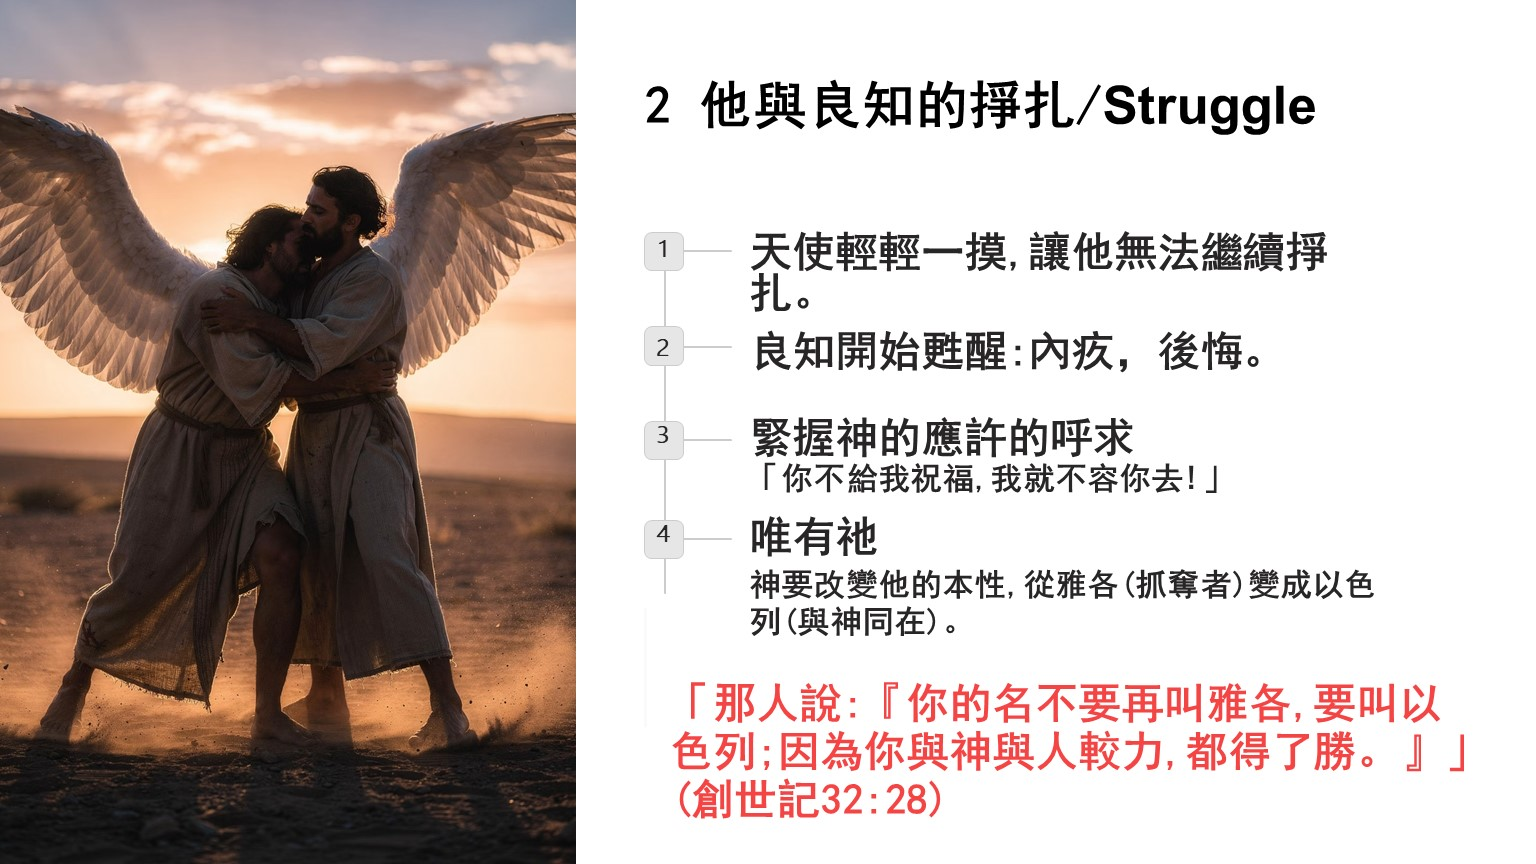 2 他與良知的掙扎/Struggle
1
天使輕輕一摸,讓他無法繼續掙
扎。
2
良知開始甦醒:內疚，後悔。
3
緊握神的應許的呼求
「你不給我祝福,我就不容你去!」
4
唯有祂
神要改變他的本性,從雅各(抓奪者)變成以色
列(與神同在)。
「那人說:『你的名不要再叫雅各,要叫以
色列;因為你與神與人較力,都得了勝。』」
(創世記32:28)